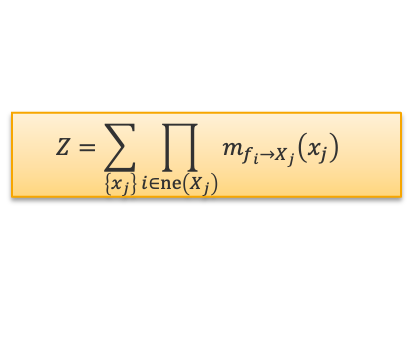 Z = ∑_{{x_j}} ∏_{i∈ne(X_j)} m_{f_i→X_j}(x_j)